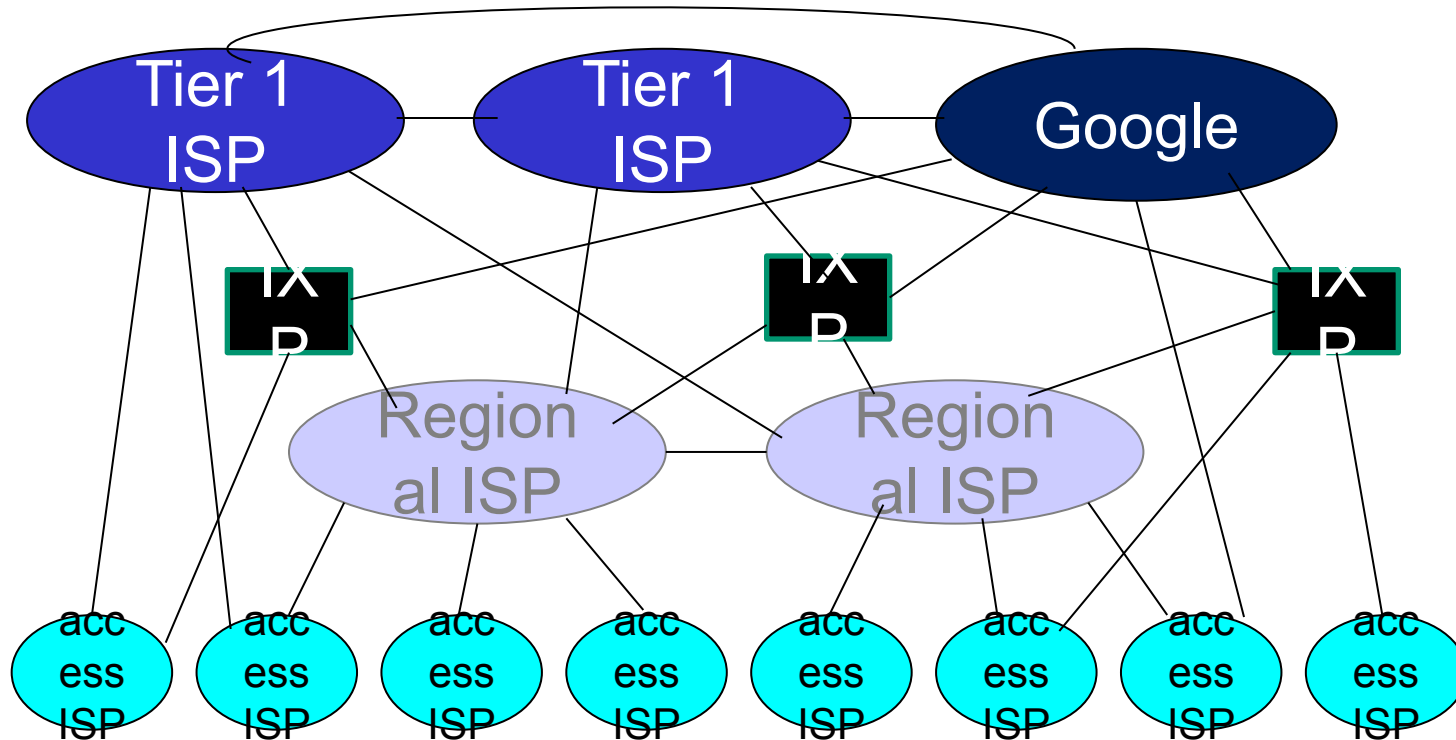 Tier 1
ISP
Tier 1
ISP
Google
IX
P
IX
P
IX
P
Region
al ISP
Region
al ISP
acc
ess
ISP
acc
ess
ISP
acc
ess
ISP
acc
ess
ISP
acc
ess
ISP
acc
ess
ISP
acc
ess
ISP
acc
ess
ISP